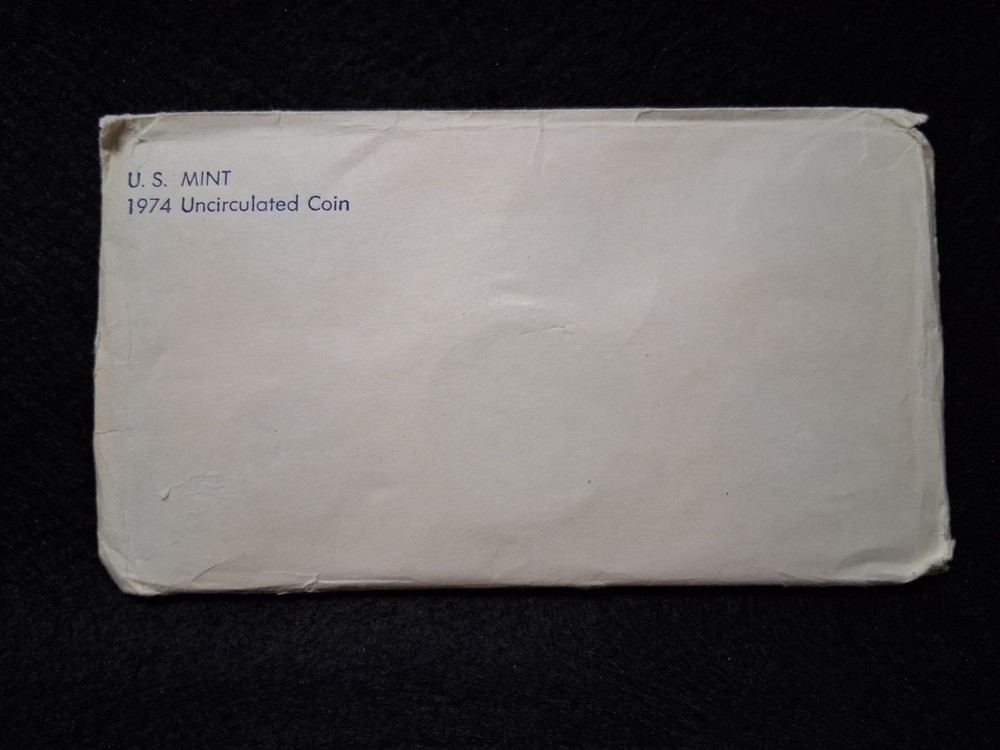 U. S. MINT
1974 Uncirculated Coin